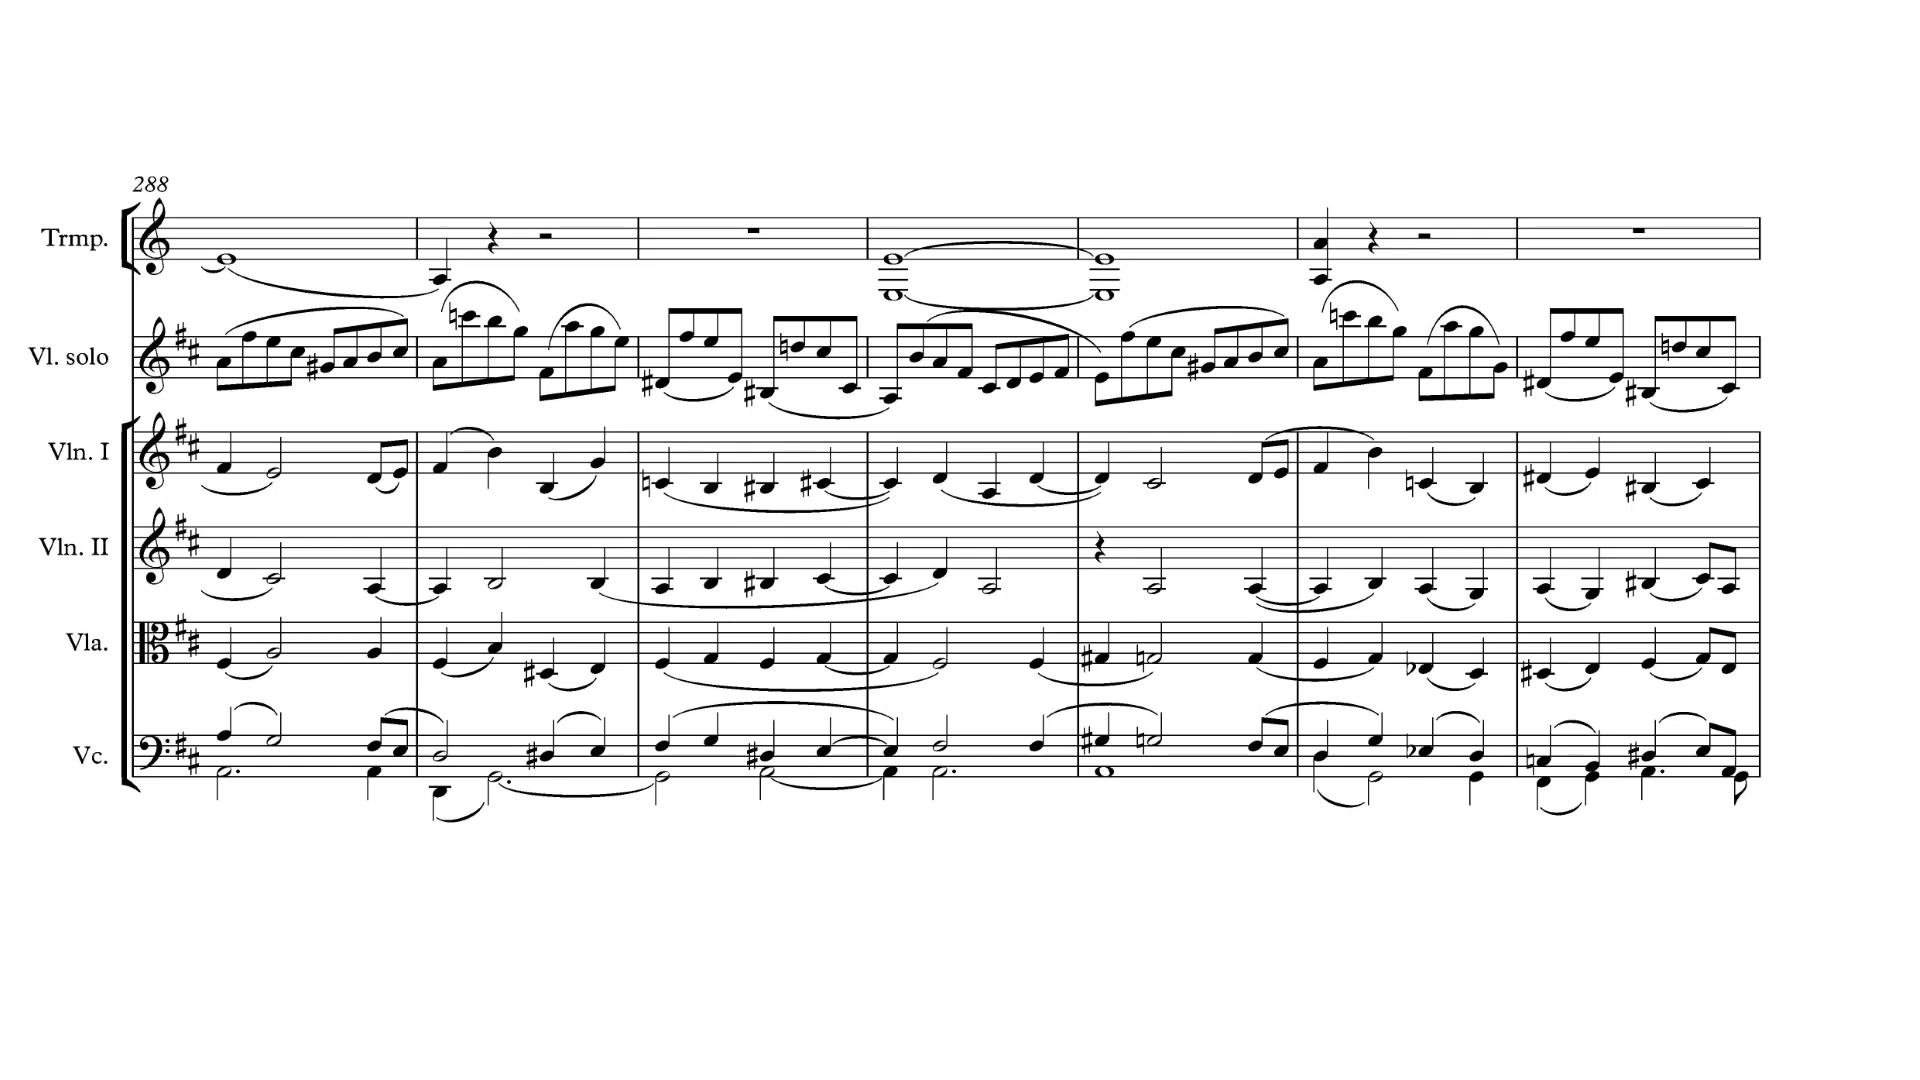 288
Trmp.
Vl. solo
Vln. I
Vln. II
Vla.
Vc.